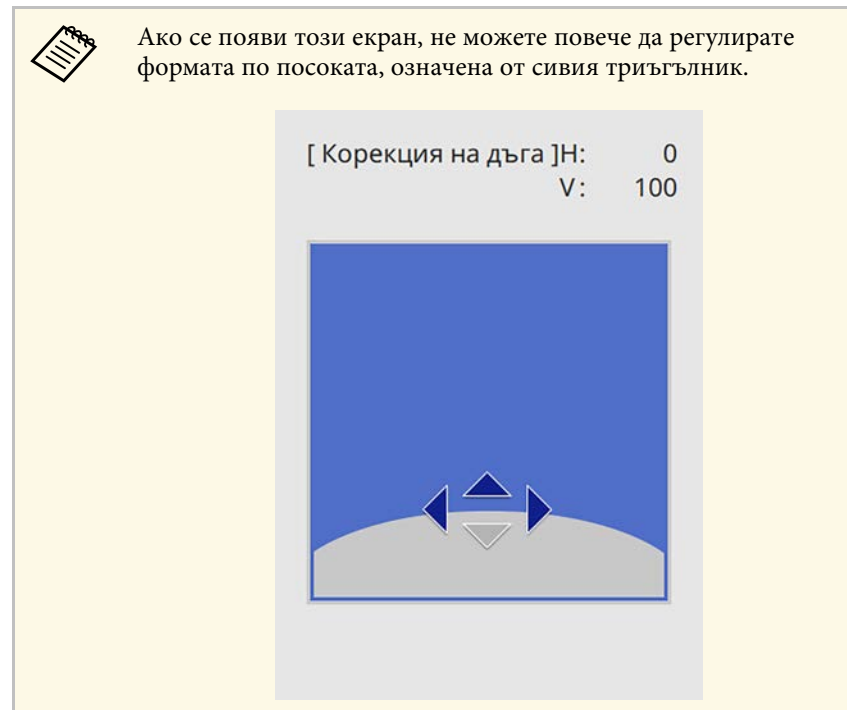 Ако се появи този екран, не можете повече да регулирате
формата по посоката, означена от сивия триъгълник.
[ Корекция на дъга ]H: 0
V: 100